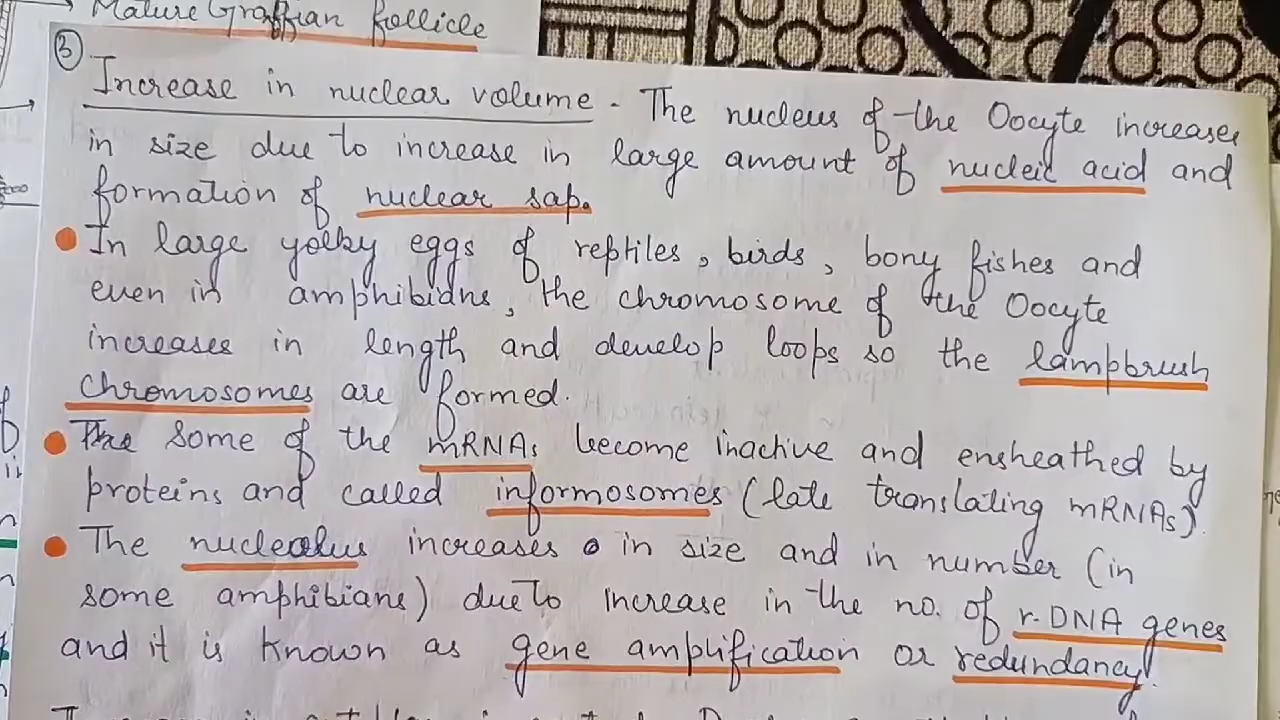 Mature Graffian follicle
③ Increase in nuclear volume - The nucleus of the Oocyte increases
in size due to increase in large amount of nucleic acid and
formation of nuclear sap.
In large yolky eggs of reptiles, birds, bony fishes and
even in amphibians, the chromosome of the Oocyte
increases in length and develop loops so the lampbrush
chromosomes are formed.
The some of the mRNAs become inactive and ensheathed by
proteins and called informosomes (late translating mRNAs).
The nucleolus increases in size and in number (in
some amphibians) due to increase in the no. of r-DNA genes
and it is known as gene amplification or redundancy.